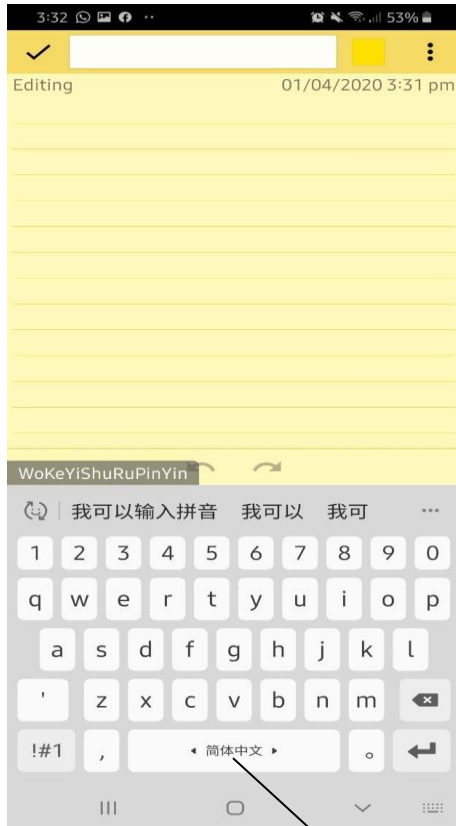 3:32 53%
Editing 01/04/2020 3:31 pm
WoKeYiShuRuPinYin
我可以输入拼音 我可以 我可 ...
1 2 3 4 5 6 7 8 9 0
q w e r t y u i o p
a s d f g h j k l
' z x c v b n m
!#1 , 简体中文 。